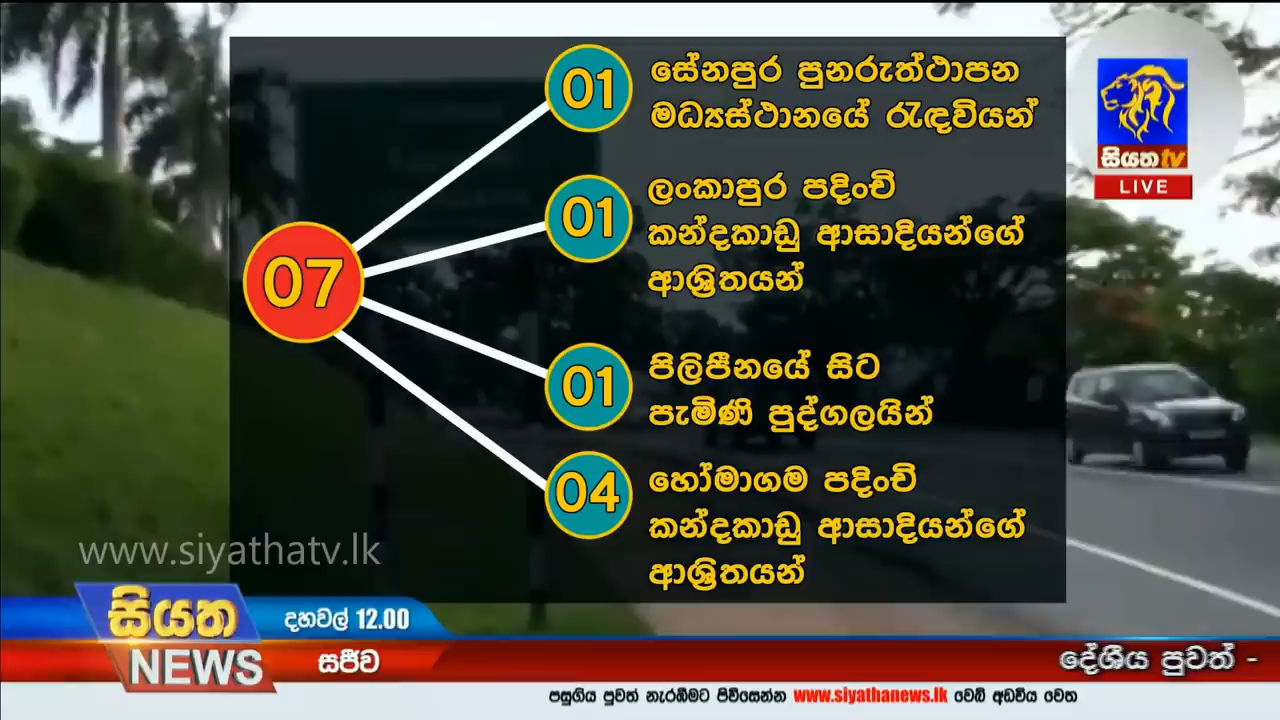 01
සේනපුර පුනරුත්ථාපන
මධ්‍යස්ථානයේ රැඳවියන්
01
ලංකාපුර පදිංචි
කන්දකාඩු ආසාදියන්ගේ
ආශ්‍රිතයන්
07
01
පිලිපීනයේ සිට
පැමිණි පුද්ගලයින්
04
හෝමාගම පදිංචි
කන්දකාඩු ආසාදියන්ගේ
ආශ්‍රිතයන්
සියත tv
LIVE
www.siyathatv.lk
සියත
NEWS
දහවල් 12.00
සජීව
දේශීය පුවත් -
පසුගිය පුවත් නැරඹීමට පිවිසෙන්න www.siyathanews.lk වෙබ් අඩවිය වෙත